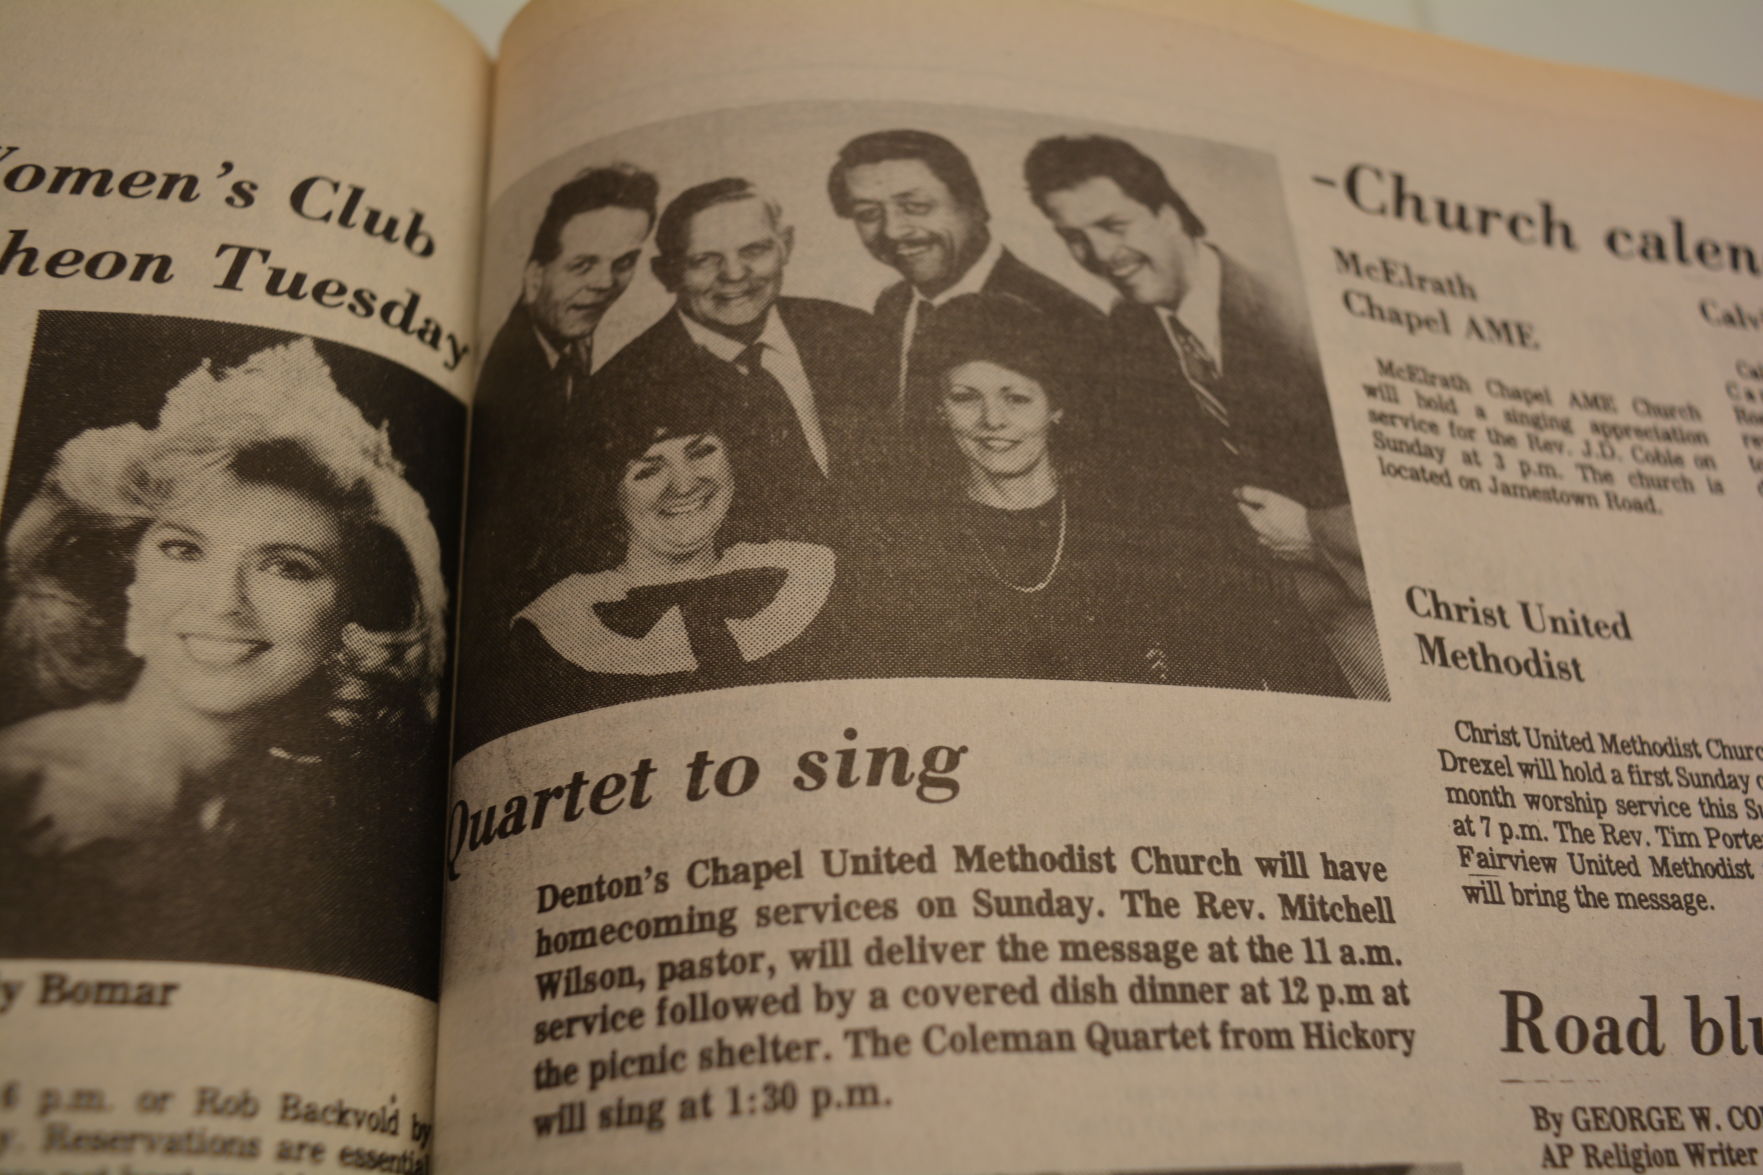 omen's Club
heon Tuesday
y Bomar
6 p.m. or Rob Backvold by
y. Reservations are essential
Quartet to sing
Denton's Chapel United Methodist Church will have
homecoming services on Sunday. The Rev. Mitchell
Wilson, pastor, will deliver the message at the 11 a.m.
service followed by a covered dish dinner at 12 p.m at
the picnic shelter. The Coleman Quartet from Hickory
will sing at 1:30 p.m.
-Church calen
McElrath
Chapel AME
McElrath Chapel AME Church
will hold a singing appreciation
service for the Rev. J.D. Coble on
Sunday at 3 p.m. The church is
located on Jamestown Road.
Christ United
Methodist
Christ United Methodist Churc
Drexel will hold a first Sunday o
month worship service this Su
at 7 p.m. The Rev. Tim Porte
Fairview United Methodist
will bring the message.
Calv
Road blu
By GEORGE W. CO
AP Religion Writer